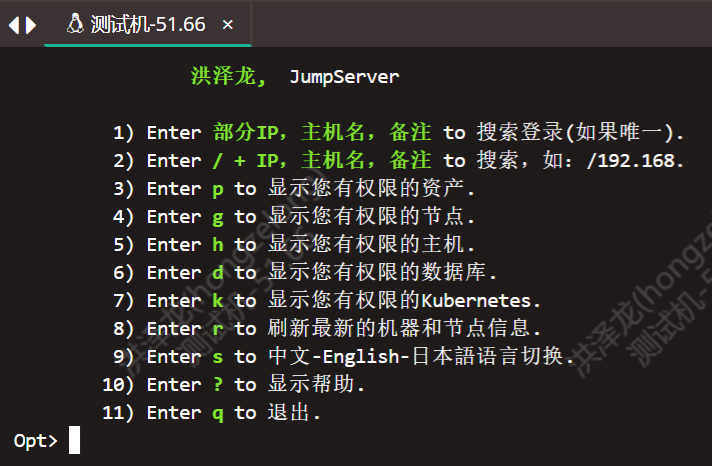 测试机-51.66 ×
洪泽龙, JumpServer
1) Enter 部分IP, 主机名, 备注 to 搜索登录(如果唯一).
2) Enter / + IP, 主机名, 备注 to 搜索, 如: /192.168.
3) Enter p to 显示您有权限的资产.
4) Enter g to 显示您有权限的节点.
5) Enter h to 显示您有权限的主机.
6) Enter d to 显示您有权限的数据库.
7) Enter k to 显示您有权限的Kubernetes.
8) Enter r to 刷新最新的机器和节点信息.
9) Enter s to 中文-English-日本語语言切换.
10) Enter ? to 显示帮助.
11) Enter q to 退出.
Opt>
洪泽龙(hongzelong)
测试机-51.66
洪泽龙(hongze
测试机-5